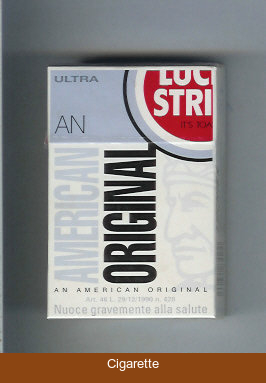 ULTRA
LUC
STRI
IT'S TOA
AN
AMERICAN
ORIGINAL
AN AMERICAN ORIGINAL
Art. 46 L. 29/12/1990 n. 428
Nuoce gravemente alla salute
Cigarette